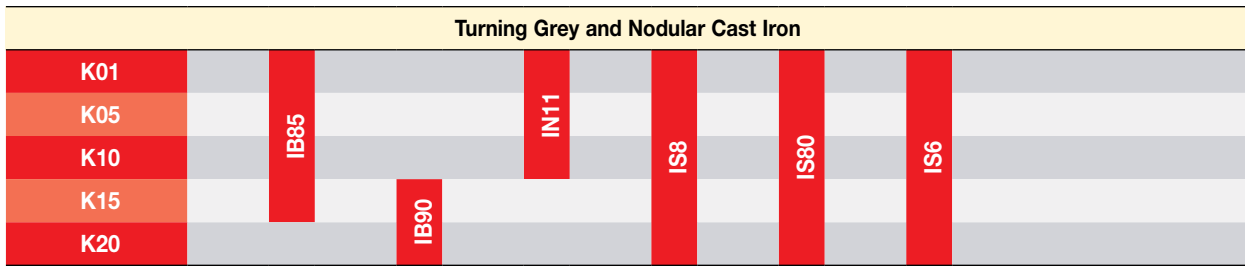 Turning Grey and Nodular Cast Iron
K01
K05
K10
K15
K20
IB85
IB90
IN11
IS8
IS80
IS6